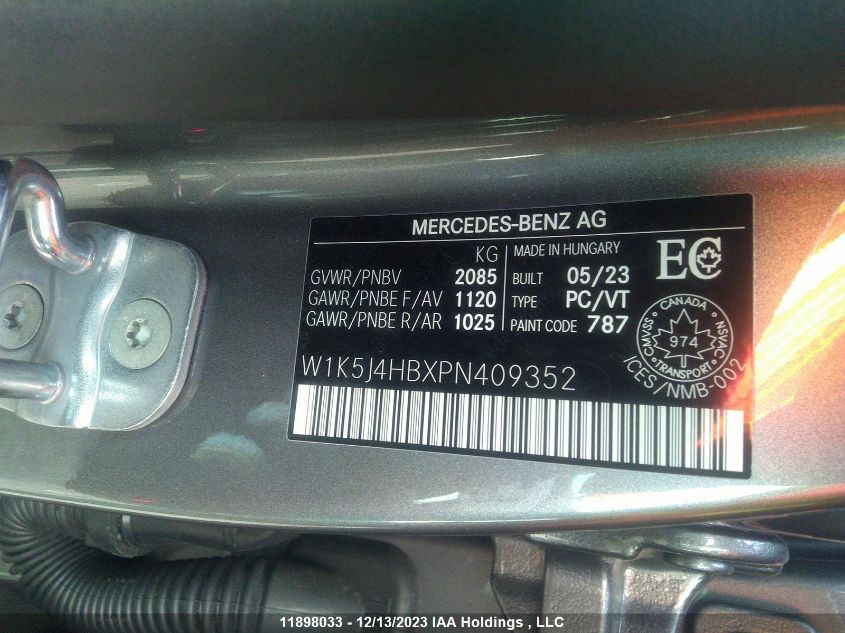 MERCEDES-BENZ AG
KG
GVWR/PNBV 2085
GAWR/PNBE F/AV 1120
GAWR/PNBE R/AR 1025
MADE IN HUNGARY
BUILT 05/23
TYPE PC/VT
PAINT CODE 787
EC
CANADA
CMVSS
NSVAC
974
TRANSPORT
ICES/NMB-002
W1K5J4HBXPN409352
11898033 - 12/13/2023 IAA Holdings , LLC